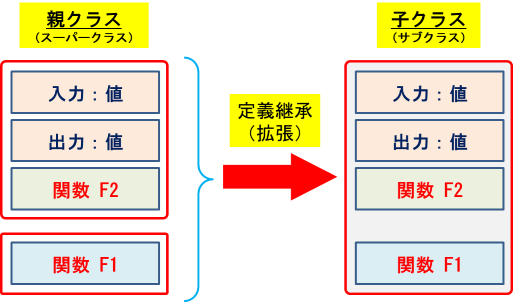 親クラス
（スーパークラス）
入力：値
出力：値
関数 F2
関数 F1
定義継承
（拡張）
子クラス
（サブクラス）
入力：値
出力：値
関数 F2
関数 F1